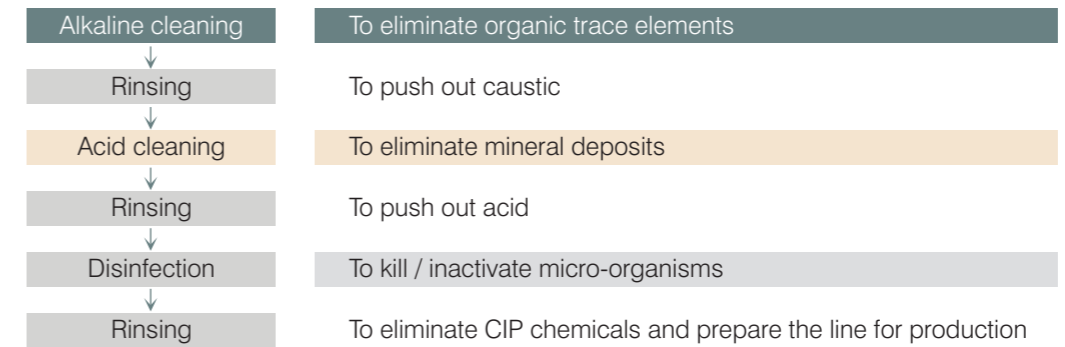 Alkaline cleaning To eliminate organic trace elements
Rinsing To push out caustic
Acid cleaning To eliminate mineral deposits
Rinsing To push out acid
Disinfection To kill / inactivate micro-organisms
Rinsing To eliminate CIP chemicals and prepare the line for production